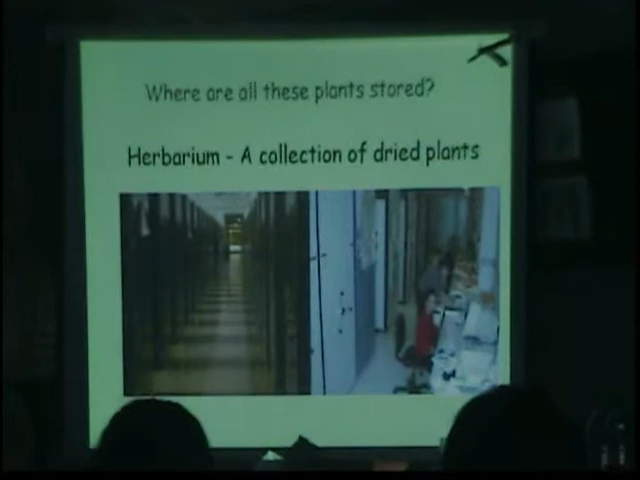 Where are all these plants stored?
Herbarium - A collection of dried plants